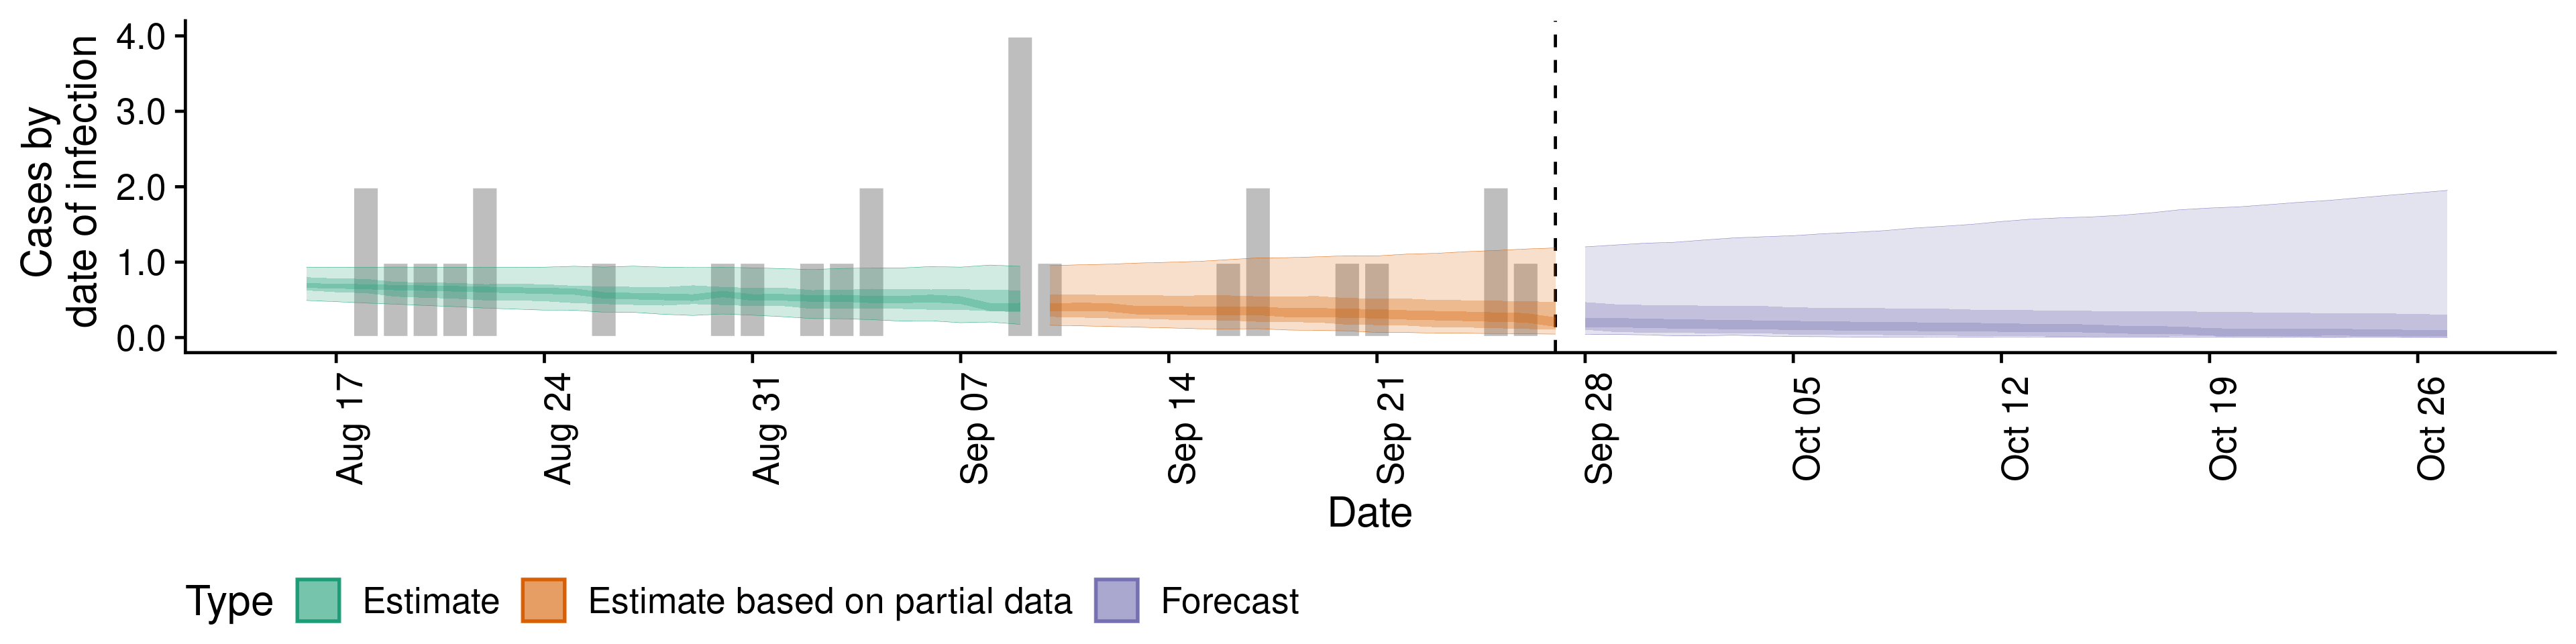 Cases by
date of infection
4.0
3.0
2.0
1.0
0.0
Aug 17
Aug 24
Aug 31
Sep 07
Sep 14
Sep 21
Sep 28
Oct 05
Oct 12
Oct 19
Oct 26
Date
Type Estimate Estimate based on partial data Forecast